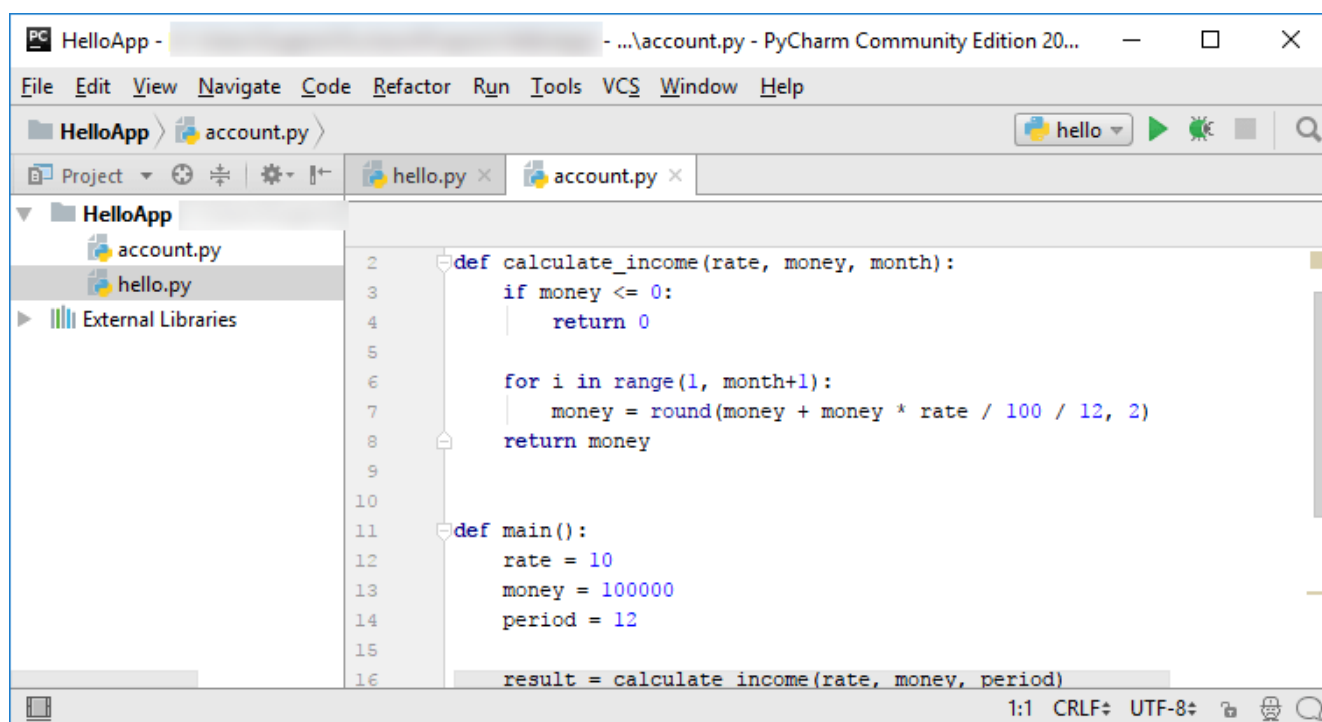 PC HelloApp - - ...\account.py - PyCharm Community Edition 20...
File Edit View Navigate Code Refactor Run Tools VCS Window Help
HelloApp account.py hello
Project hello.py account.py
HelloApp
account.py
hello.py
External Libraries
2 def calculate_income(rate, money, month):
3 if money <= 0:
4 return 0
5
6 for i in range(1, month+1):
7 money = round(money + money * rate / 100 / 12, 2)
8 return money
9
10
11 def main():
12 rate = 10
13 money = 100000
14 period = 12
15
16 result = calculate_income(rate, money, period)
1:1 CRLF UTF-8